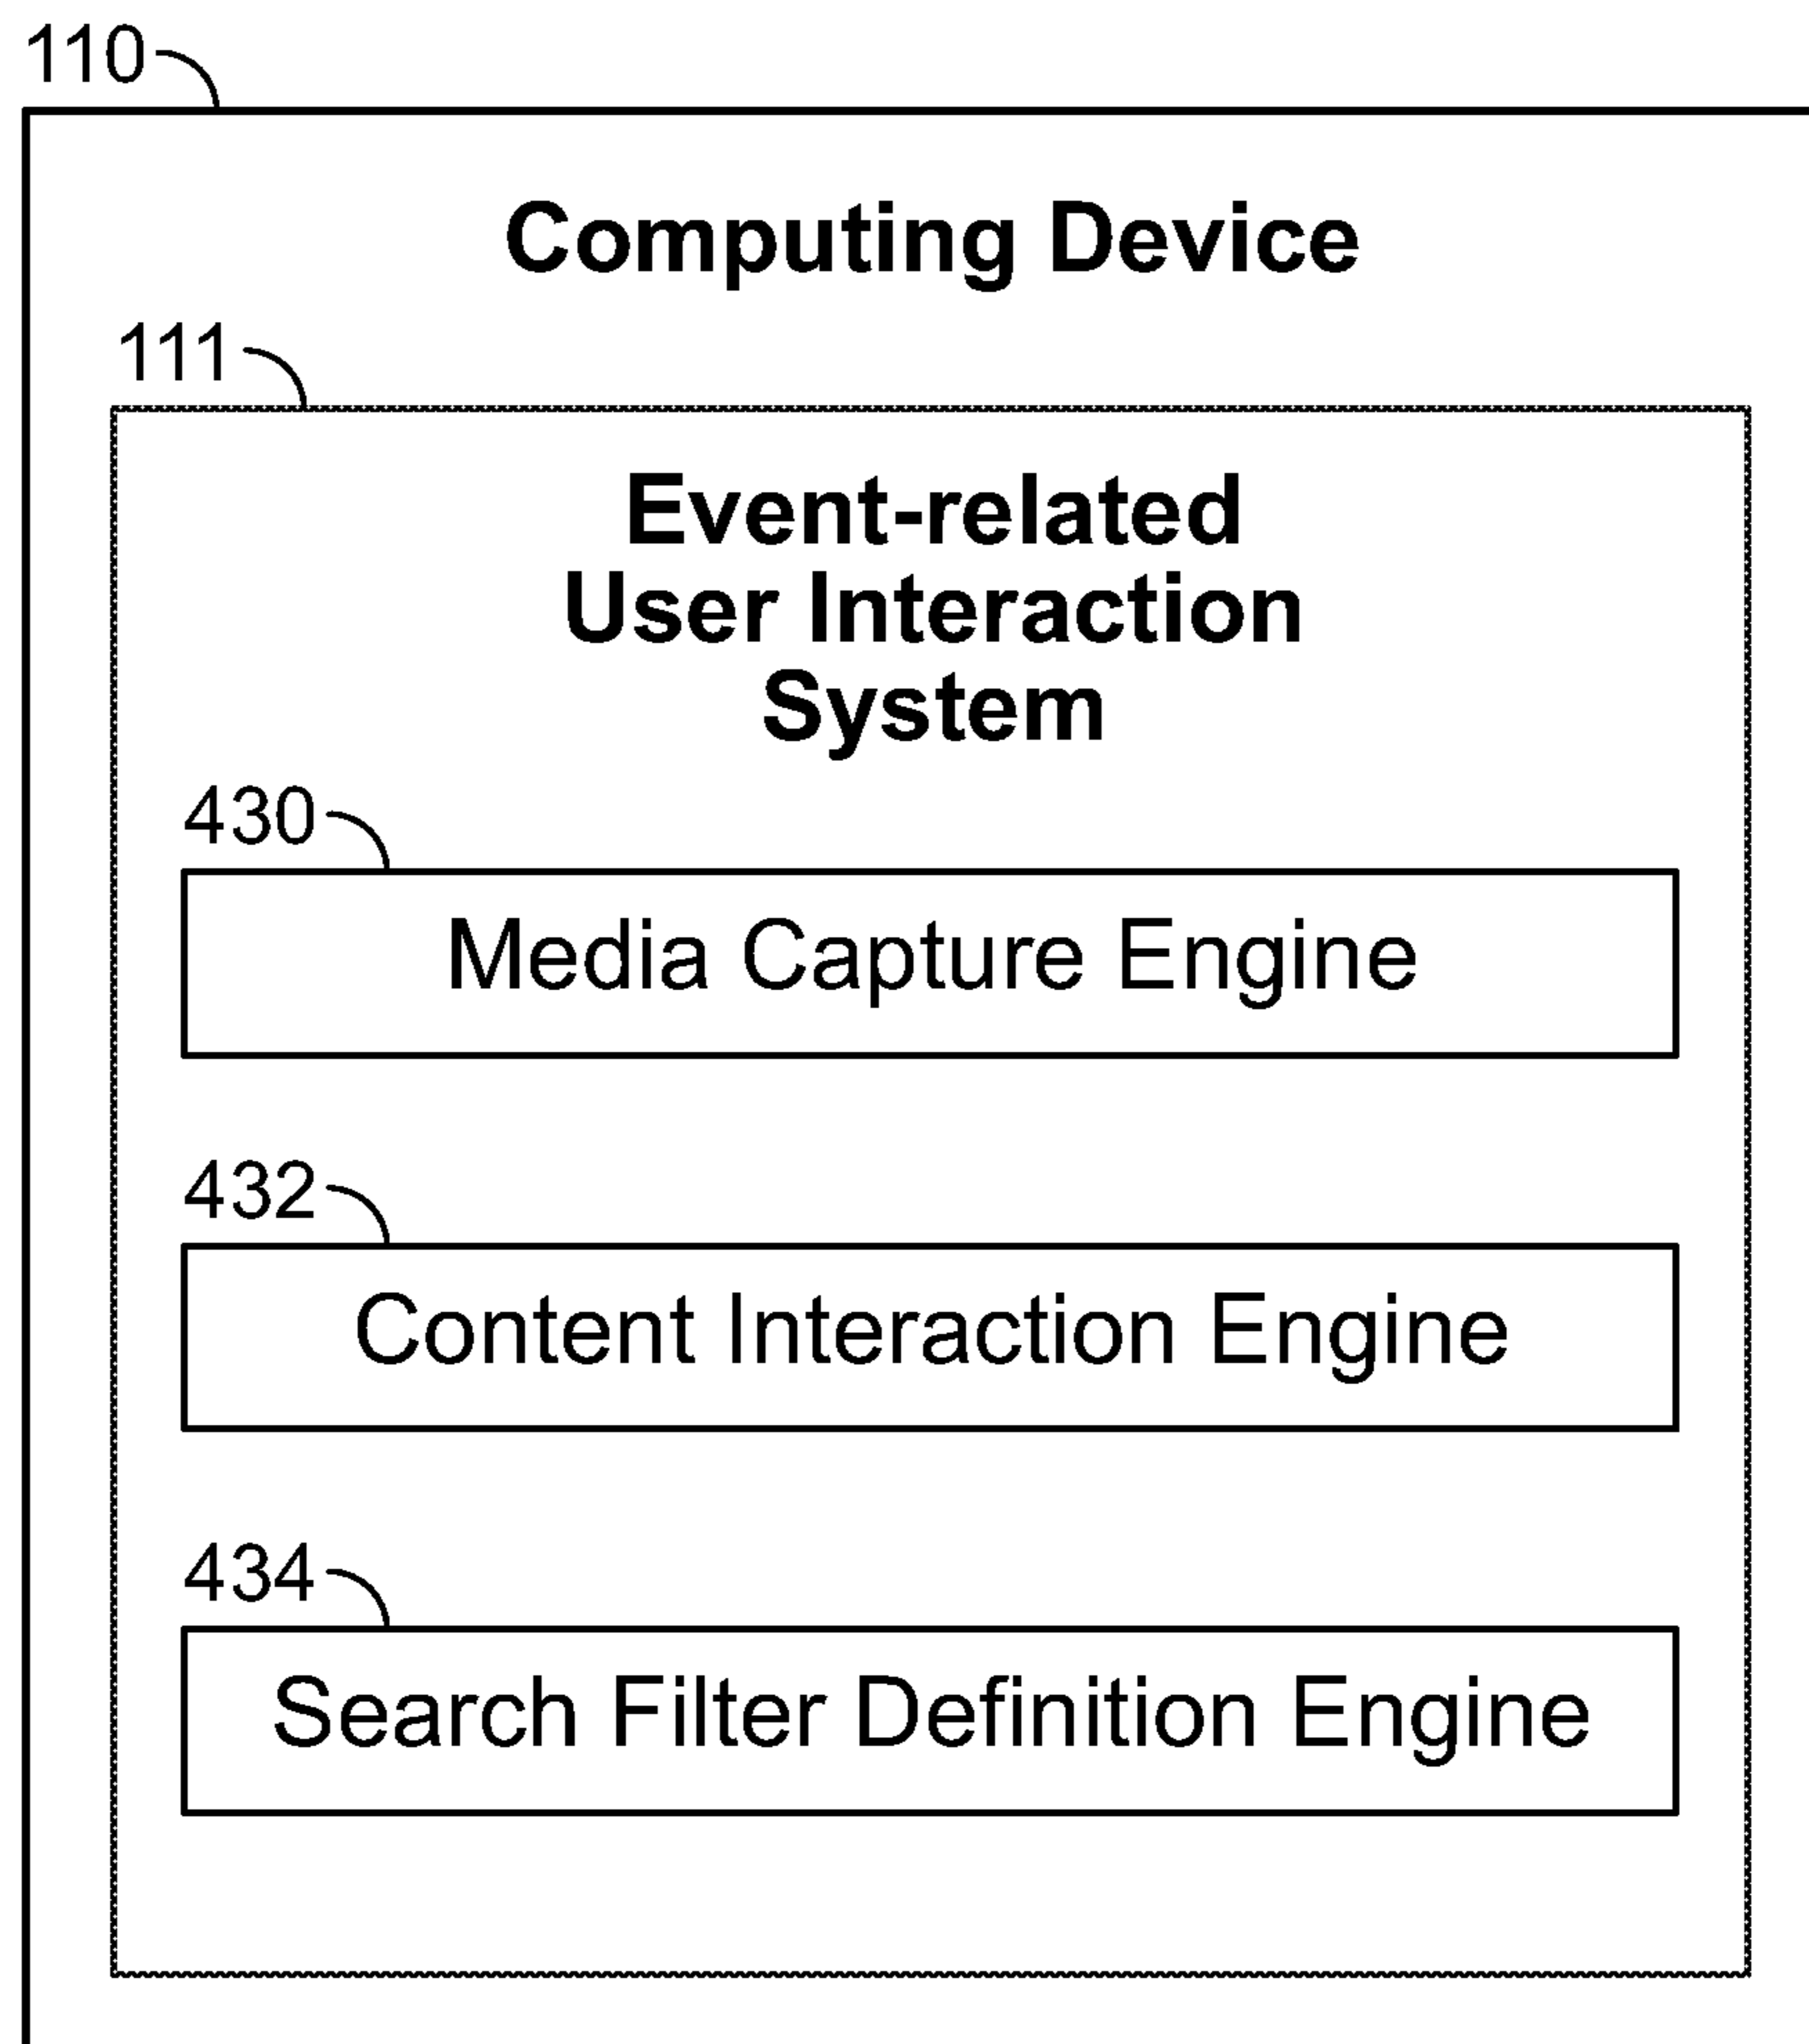 110
Computing Device
111
Event-related
User Interaction
System
430
Media Capture Engine
432
Content Interaction Engine
434
Search Filter Definition Engine